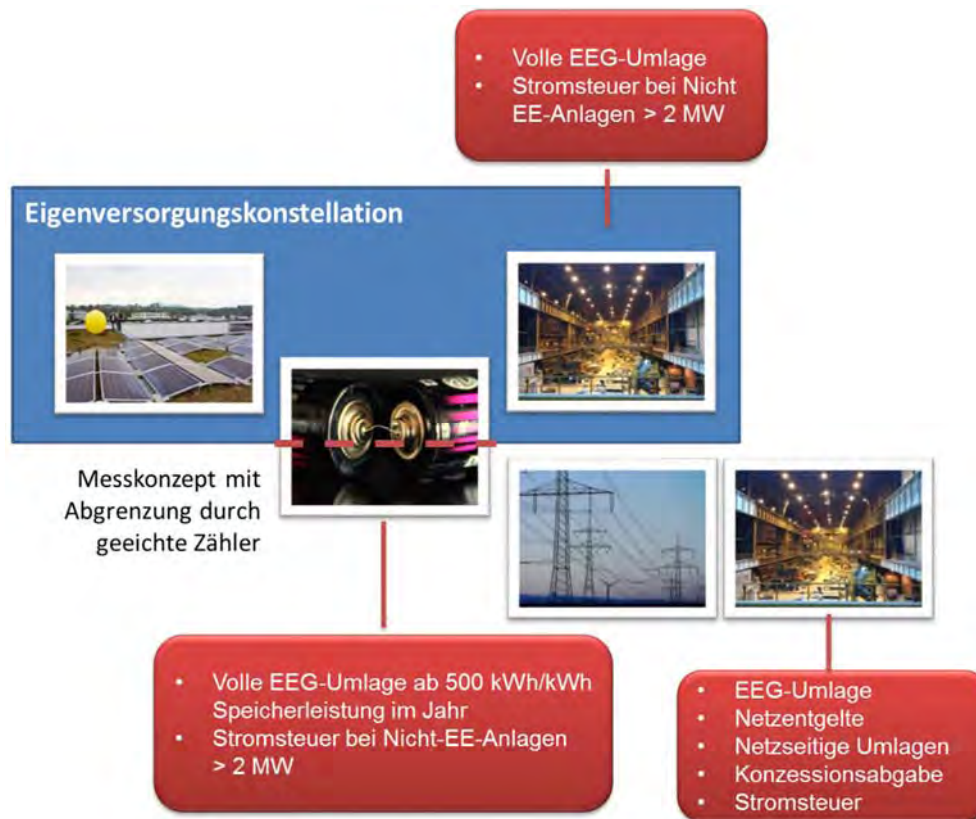 • Volle EEG-Umlage
• Stromsteuer bei Nicht
EE-Anlagen > 2 MW
Eigenversorgungskonstellation
Messkonzept mit
Abgrenzung durch
geeichte Zähler
• Volle EEG-Umlage ab 500 kWh/kWh
Speicherleistung im Jahr
• Stromsteuer bei Nicht-EE-Anlagen
> 2 MW
• EEG-Umlage
• Netzentgelte
• Netzseitige Umlagen
• Konzessionsabgabe
• Stromsteuer